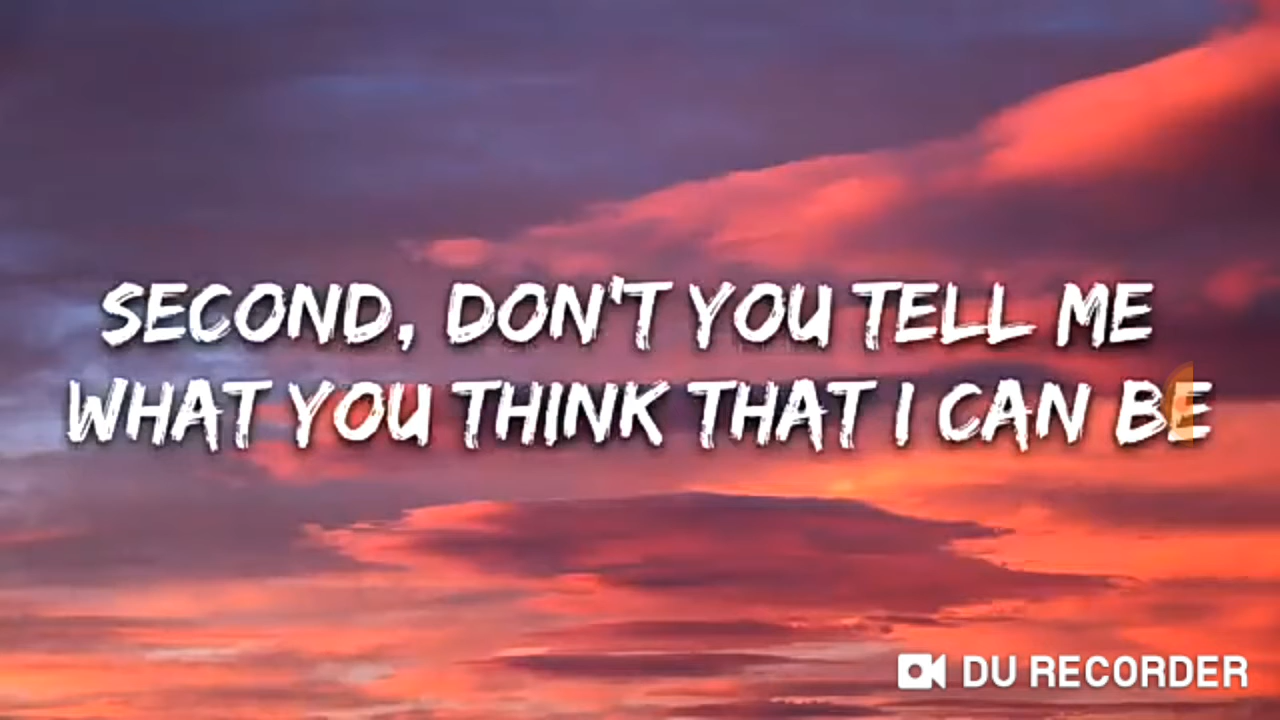 SECOND, DON'T YOU TELL ME
WHAT YOU THINK THAT I CAN BE
DU RECORDER